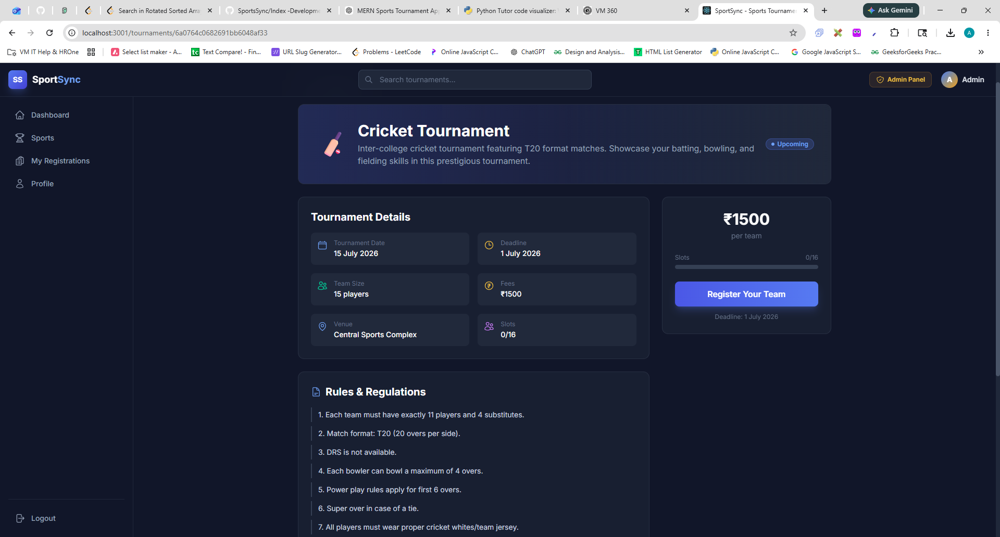 Search in Rotated Sorted Arra
SportsSync/Index -Developme
MERN Sports Tournament Ap
Python Tutor code visualizer:
VM 360
SportSync - Sports Tourname
Ask Gemini
localhost:3001/tournaments/6a0764c0682691bb6048af33
A
VM IT Help & HROne
Select list maker - A...
tc
Text Compare! - Fin...
URL Slug Generator...
Problems - LeetCode
Online JavaScript C...
ChatGPT
Design and Analysis...
T
HTML List Generator
Online JavaScript C...
Google JavaScript S...
GeeksforGeeks Prac...
SS
SportSync
Search tournaments...
Admin Panel
A
Admin
Dashboard
Sports
My Registrations
Profile
Logout
Cricket Tournament
Inter-college cricket tournament featuring T20 format matches. Showcase your batting, bowling, and
fielding skills in this prestigious tournament.
Upcoming
Tournament Details
Tournament Date
15 July 2026
Deadline
1 July 2026
Team Size
15 players
Fees
₹1500
Venue
Central Sports Complex
Slots
0/16
₹1500
per team
Slots
0/16
Register Your Team
Deadline: 1 July 2026
Rules & Regulations
1. Each team must have exactly 11 players and 4 substitutes.
2. Match format: T20 (20 overs per side).
3. DRS is not available.
4. Each bowler can bowl a maximum of 4 overs.
5. Power play rules apply for first 6 overs.
6. Super over in case of a tie.
7. All players must wear proper cricket whites/team jersey.